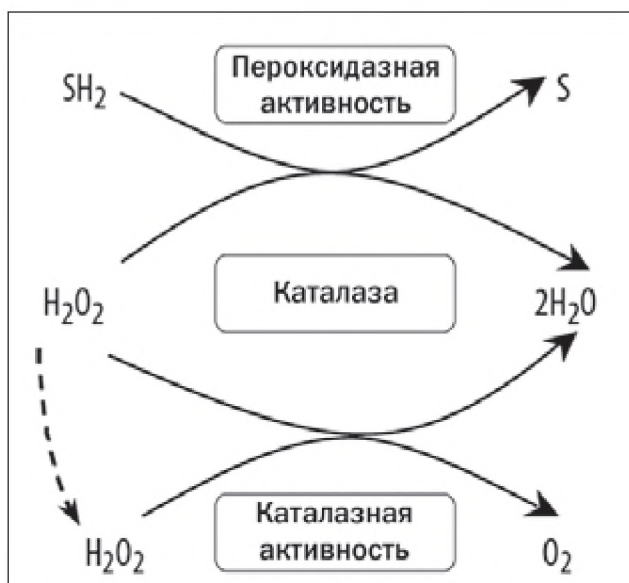 Пероксидазная
активность
SH₂
S
Каталаза
H₂O₂
2H₂O
Каталазная
активность
H₂O₂
O₂